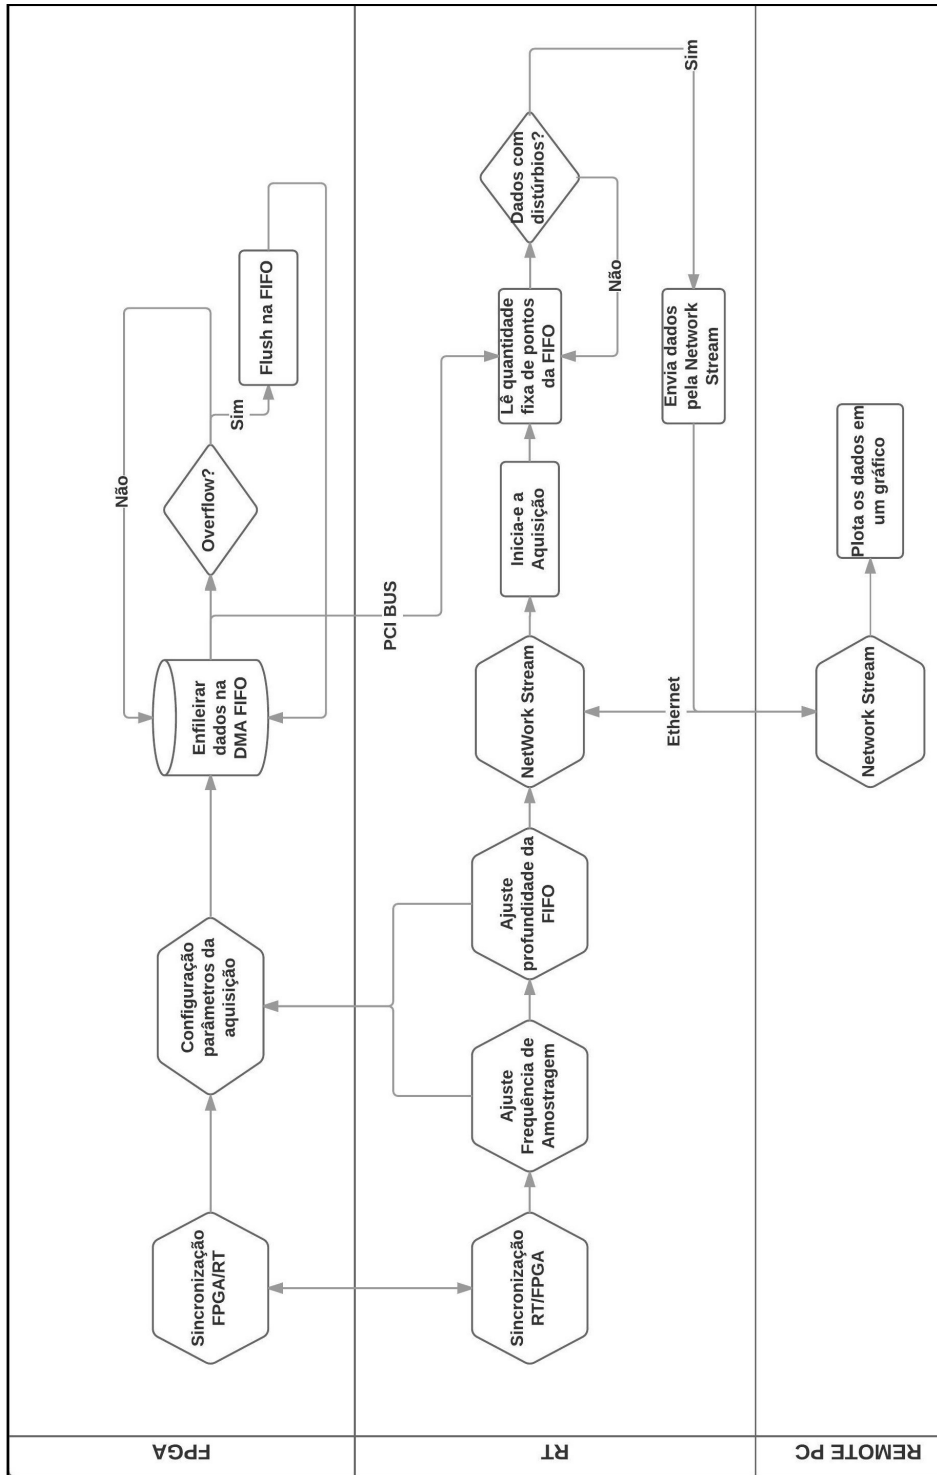 FPGA
Sincronização
FPGA/RT
Configuração
parâmetros da
aquisição
Enfileirar
dados na
DMA FIFO
Overflow?
Não
Sim
Flush na FIFO
PCI BUS
RT
Sincronização
RT/FPGA
Ajuste
Frequência de
Amostragem
Ajuste
profundidade da
FIFO
NetWork Stream
Inicia-e a
Aquisição
Lê quantidade
fixa de pontos
da FIFO
Dados com
distúrbios?
Não
Sim
Envia dados
pela Network
Stream
Ethernet
REMOTE PC
Network Stream
Plota os dados em
um gráfico